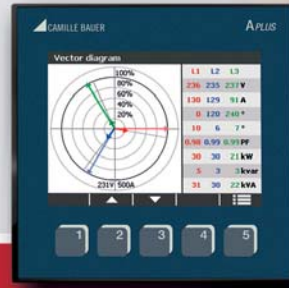 CAMILLE BAUER APLUS
Vector diagram
100%
80%
60%
40%
20%
231V 500A
L1 L2 L3
236 235 237 V
130 129 91 A
0 120 240 °
10 6 7 °
0.98 0.99 0.99 PF
30 30 21 kW
5 3 3 kvar
31 30 22 kVA
1 2 3 4 5